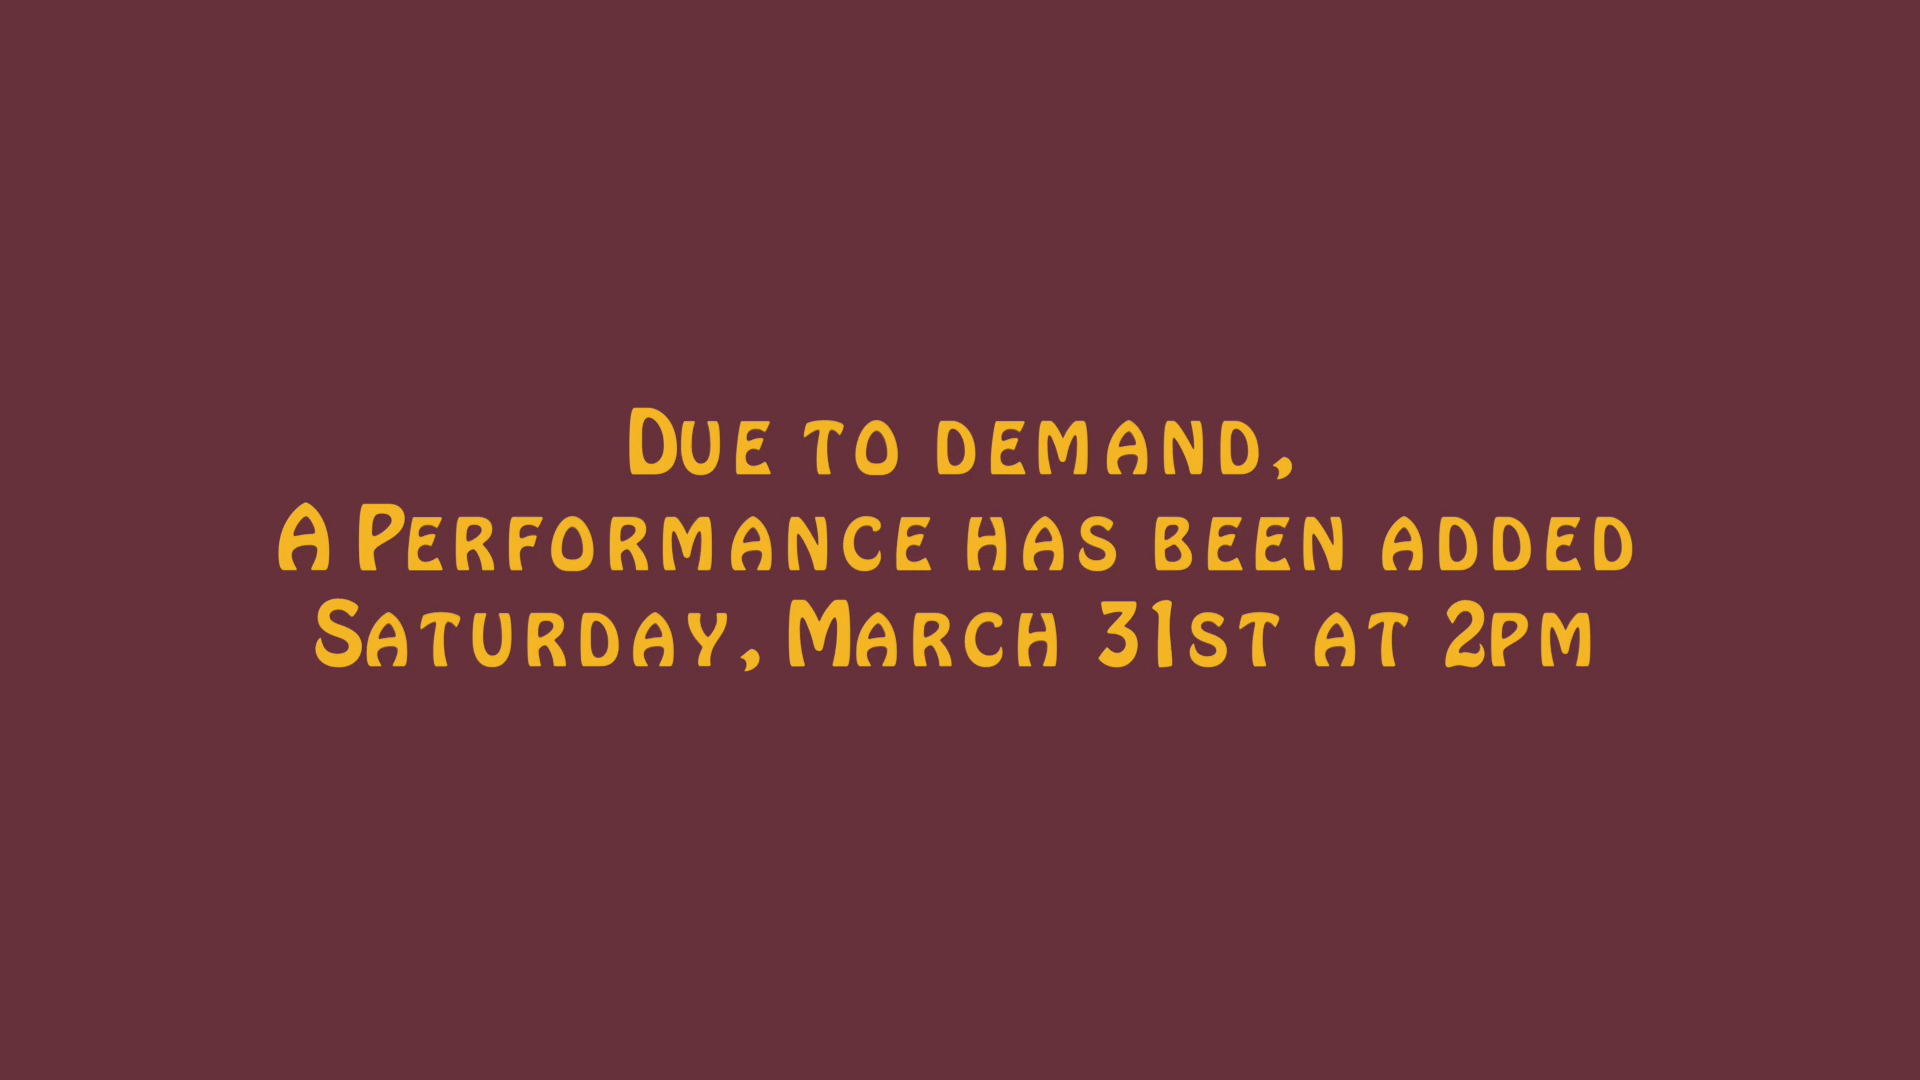 Due to demand,
A Performance has been added
Saturday, March 31st at 2pm